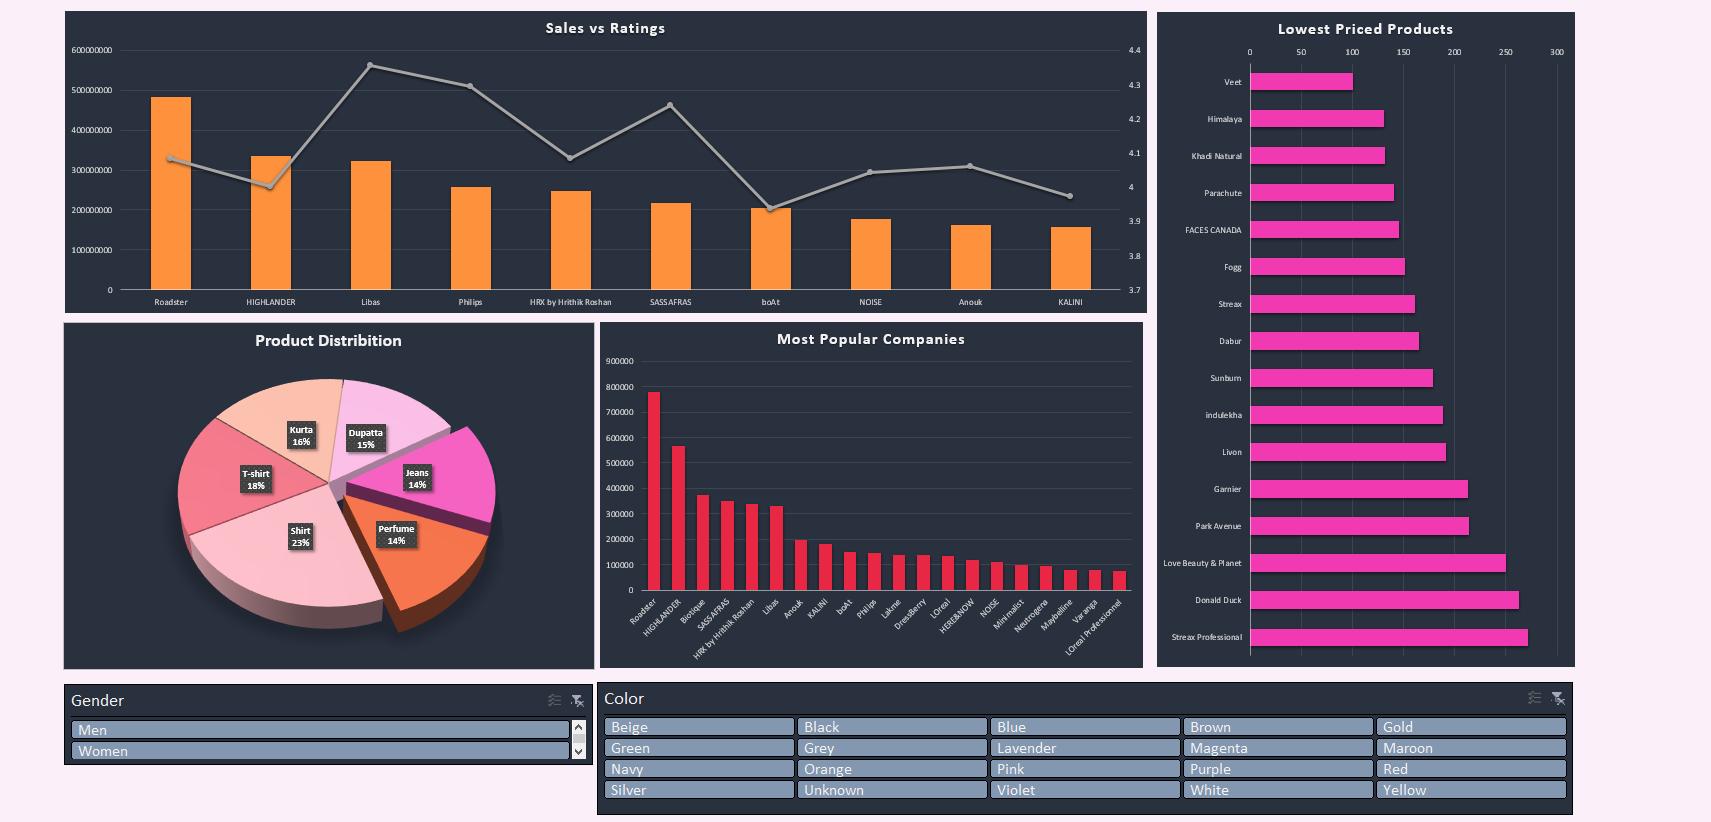 Sales vs Ratings
600000000
500000000
400000000
300000000
200000000
100000000
0
4.4
4.3
4.2
4.1
4
3.9
3.8
3.7
Roadster HIGHLANDER Libas Philips HRX by Hrithik Roshan SASSAFRAS boAt NOISE Anouk KALINI
Lowest Priced Products
0 50 100 150 200 250 300
Veet
Himalaya
Khadi Natural
Parachute
FACES CANADA
Fogg
Streax
Dabur
Sunburn
indulekha
Livon
Garnier
Park Avenue
Love Beauty & Planet
Donald Duck
Streax Professional
Product Distribition
Kurta
16%
Dupatta
15%
T-shirt
18%
Jeans
14%
Shirt
23%
Perfume
14%
Most Popular Companies
900000
800000
700000
600000
500000
400000
300000
200000
100000
0
Roadster
HIGHLANDER
Biotique
SASSAFRAS
HRX by Hrithik Roshan
Libas
Anouk
KALINI
boAt
Philips
Lakme
DressBerry
LOreal
HERE&NOW
NOISE
Minimalist
Neutrogena
Maybelline
Varanga
LOreal Professionnel
Gender
Men
Women
Color
Beige Black Blue Brown Gold
Green Grey Lavender Magenta Maroon
Navy Orange Pink Purple Red
Silver Unknown Violet White Yellow